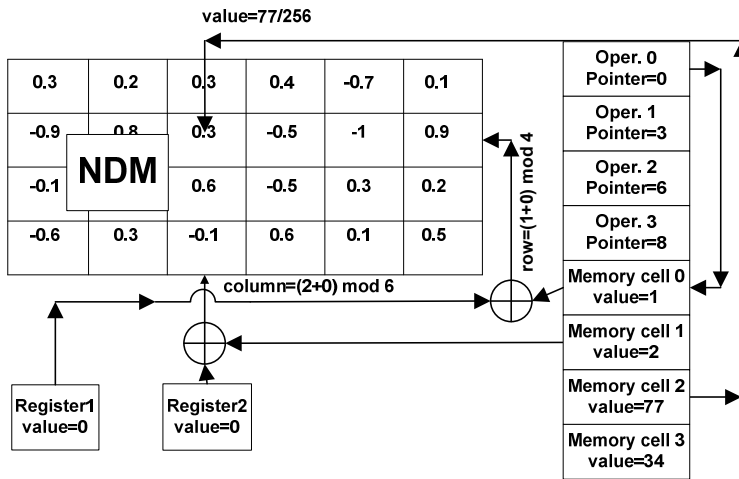 value=77/256
0.3 0.2 0.3 0.4 -0.7 0.1
-0.9 0.8 0.3 -0.5 -1 0.9
-0.1 0.6 -0.5 0.3 0.2
NDM
-0.6 0.3 -0.1 0.6 0.1 0.5
column=(2+0) mod 6
row=(1+0) mod 4
Oper. 0
Pointer=0
Oper. 1
Pointer=3
Oper. 2
Pointer=6
Oper. 3
Pointer=8
Memory cell 0
value=1
Memory cell 1
value=2
Memory cell 2
value=77
Memory cell 3
value=34
Register1
value=0
Register2
value=0